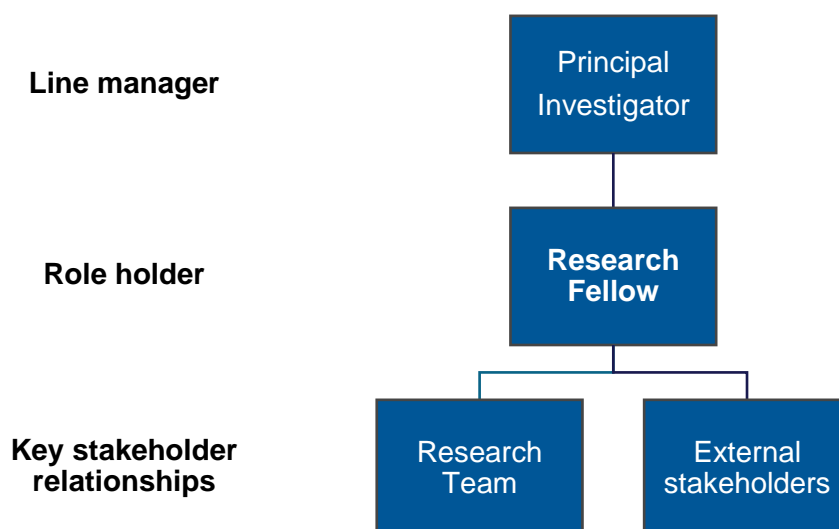 Line manager
Principal
Investigator
Role holder
Research
Fellow
Key stakeholder
relationships
Research
Team
External
stakeholders